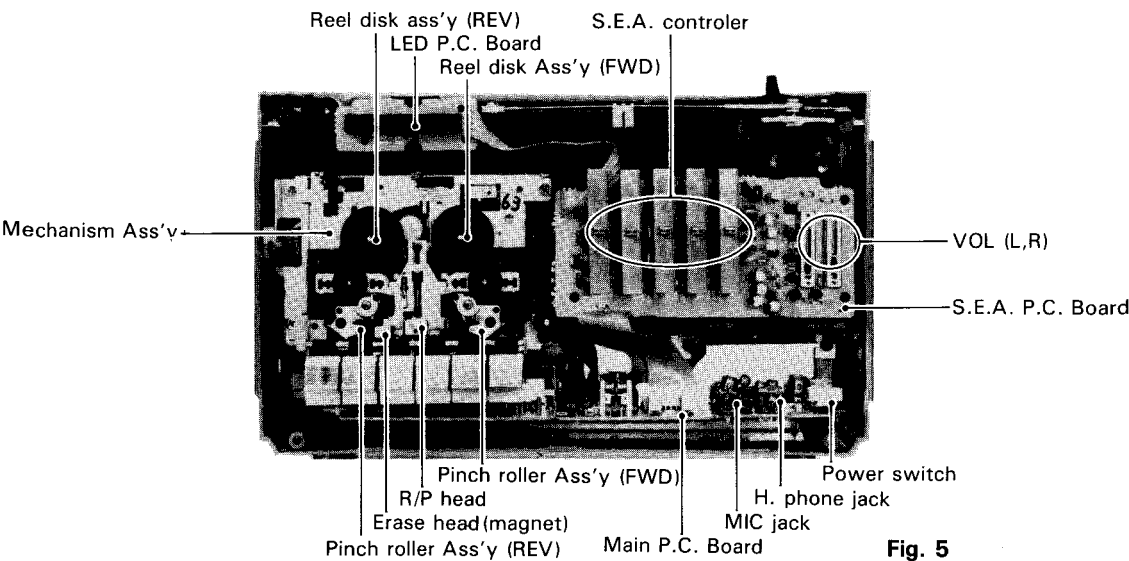 Reel disk ass'y (REV)
S.E.A. controler
LED P.C. Board
Reel disk Ass'y (FWD)
63
Mechanism Ass'y
VOL (L,R)
S.E.A. P.C. Board
Pinch roller Ass'y (FWD)
Power switch
R/P head
H. phone jack
Erase head (magnet)
MIC jack
Pinch roller Ass'y (REV)
Main P.C. Board
Fig. 5